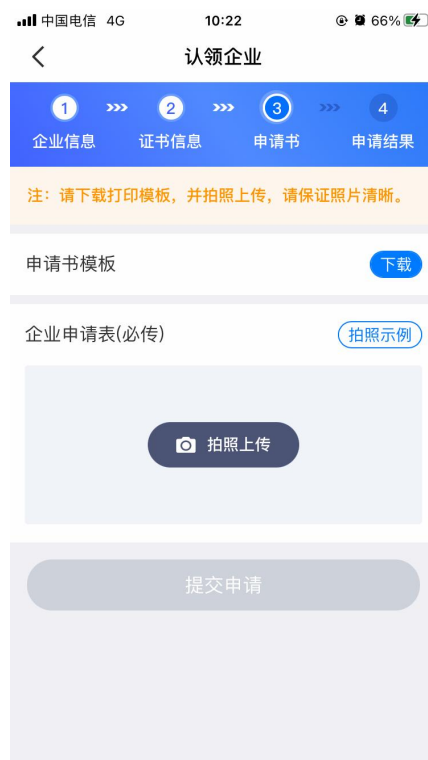 中国电信 4G 10:22 66%
认领企业
1 >>> 2 >>> 3 >>> 4
企业信息 证书信息 申请书 申请结果
注：请下载打印模板，并拍照上传，请保证照片清晰。
申请书模板 下载
企业申请表(必传) 拍照示例
拍照上传
提交申请